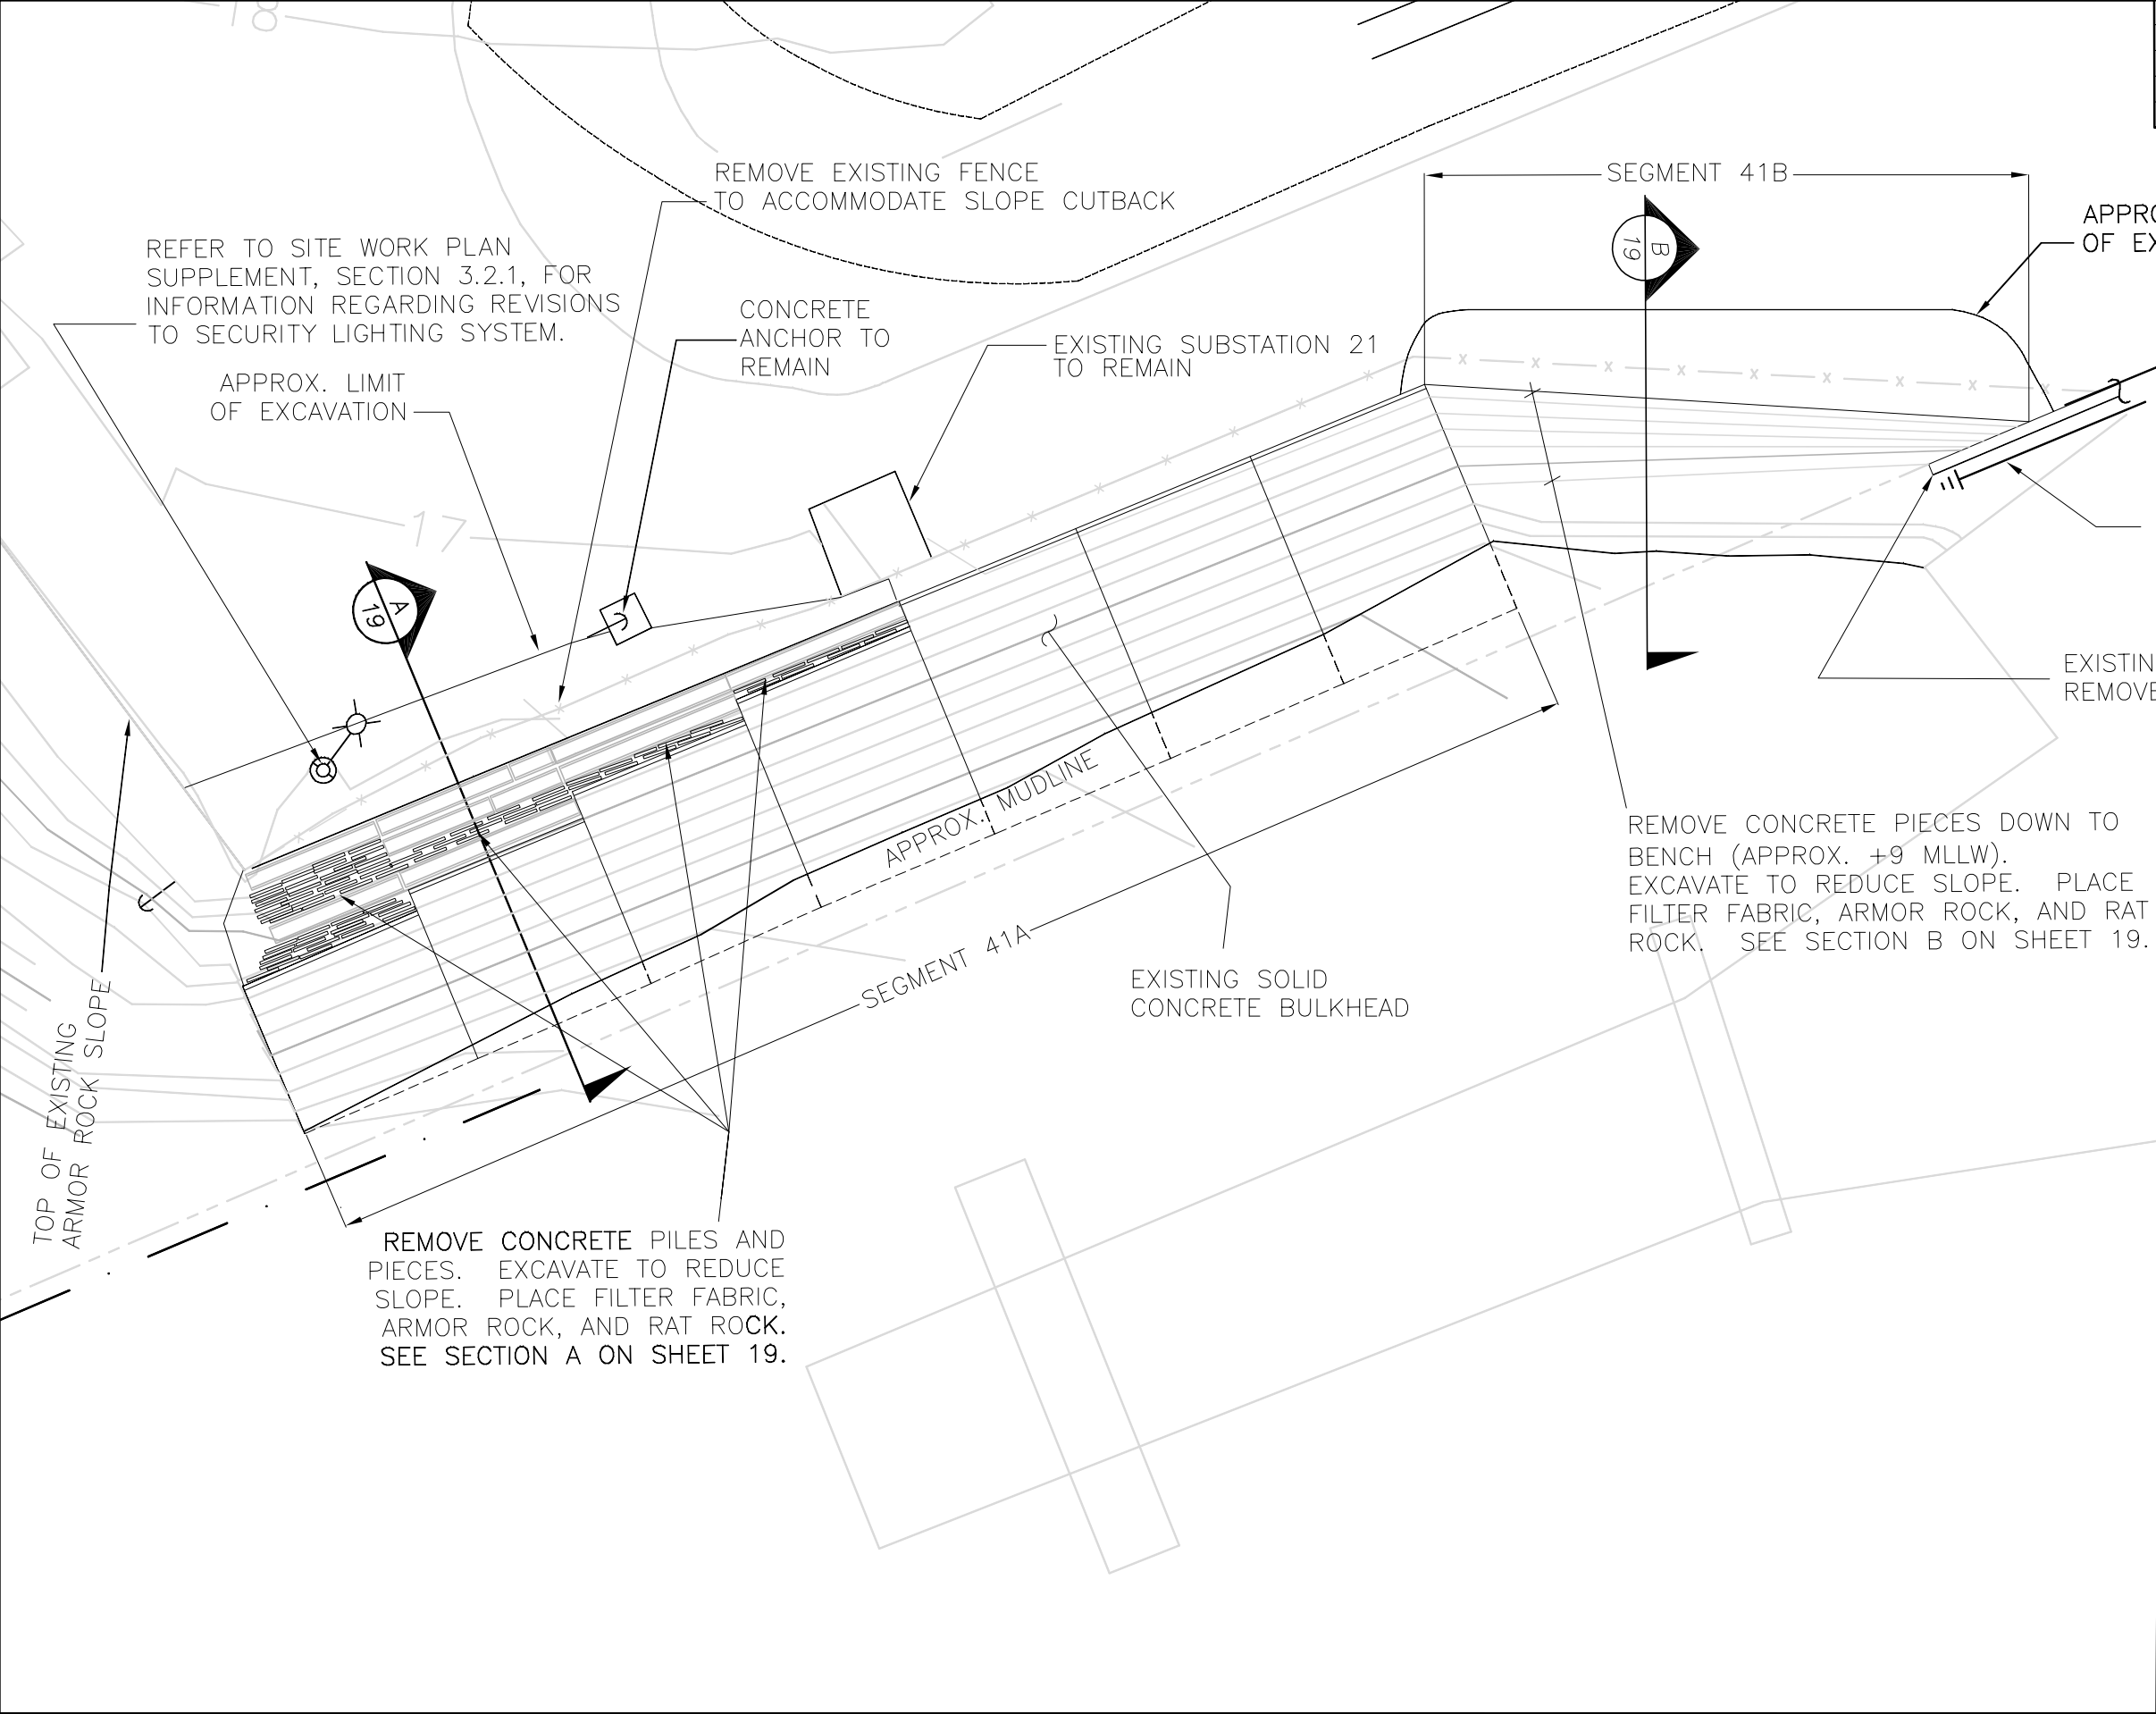 18
REMOVE EXISTING FENCE
TO ACCOMMODATE SLOPE CUTBACK
SEGMENT 41B
REFER TO SITE WORK PLAN
SUPPLEMENT, SECTION 3.2.1, FOR
INFORMATION REGARDING REVISIONS
TO SECURITY LIGHTING SYSTEM.
B
19
APPRO
OF EX
CONCRETE
ANCHOR TO
REMAIN
EXISTING SUBSTATION 21
TO REMAIN
APPROX. LIMIT
OF EXCAVATION
17
A
19
EXISTIN
REMOVE
APPROX. MUDLINE
SEGMENT 41A
REMOVE CONCRETE PIECES DOWN TO
BENCH (APPROX. +9 MLLW).
EXCAVATE TO REDUCE SLOPE.  PLACE
FILTER FABRIC, ARMOR ROCK, AND RAT
ROCK.  SEE SECTION B ON SHEET 19.
EXISTING SOLID
CONCRETE BULKHEAD
TOP OF EXISTING
ARMOR ROCK SLOPE
REMOVE CONCRETE PILES AND
PIECES.  EXCAVATE TO REDUCE
SLOPE.  PLACE FILTER FABRIC,
ARMOR ROCK, AND RAT ROCK.
SEE SECTION A ON SHEET 19.